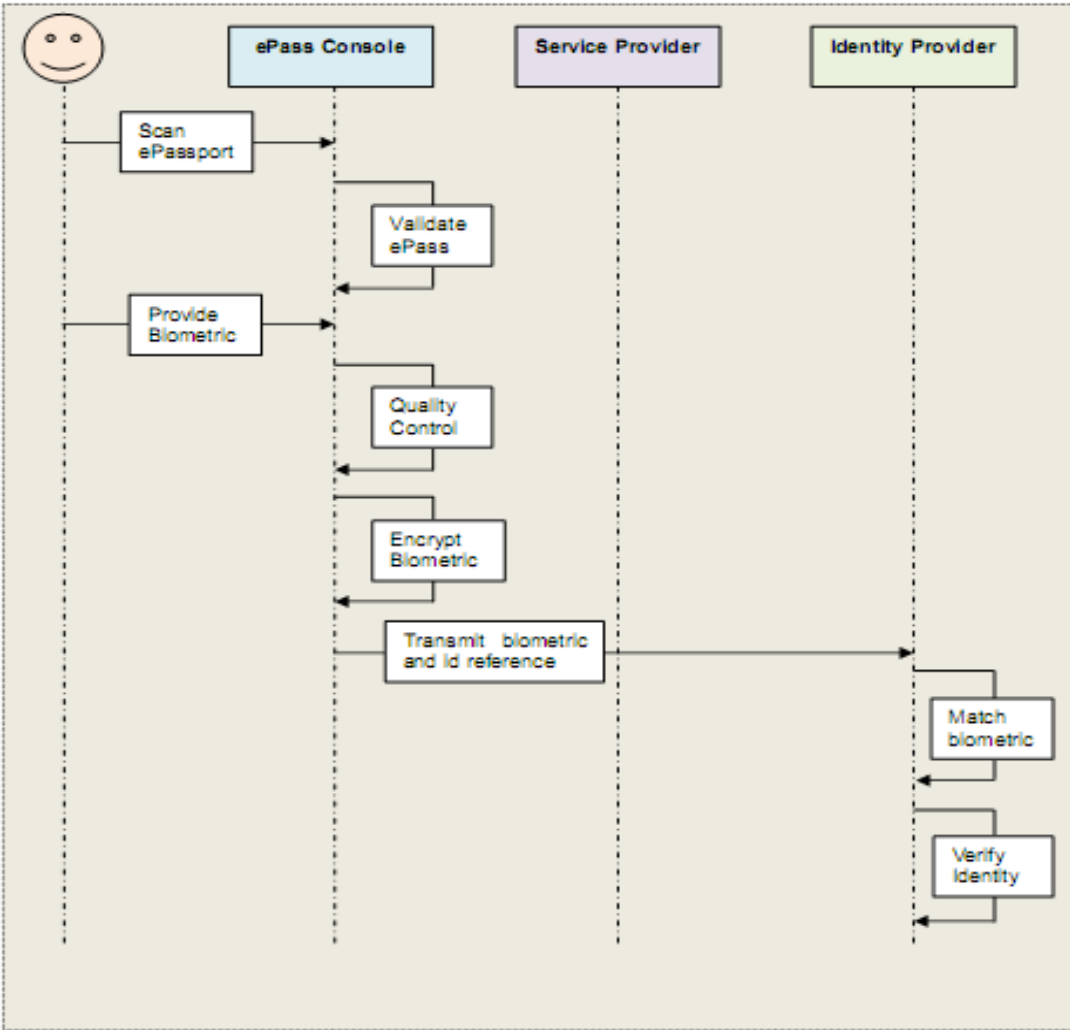 ePass Console
Service Provider
Identity Provider
Scan
ePassport
Validate
ePass
Provide
Biometric
Quality
Control
Encrypt
Biometric
Transmit biometric
and id reference
Match
biometric
Verify
Identity